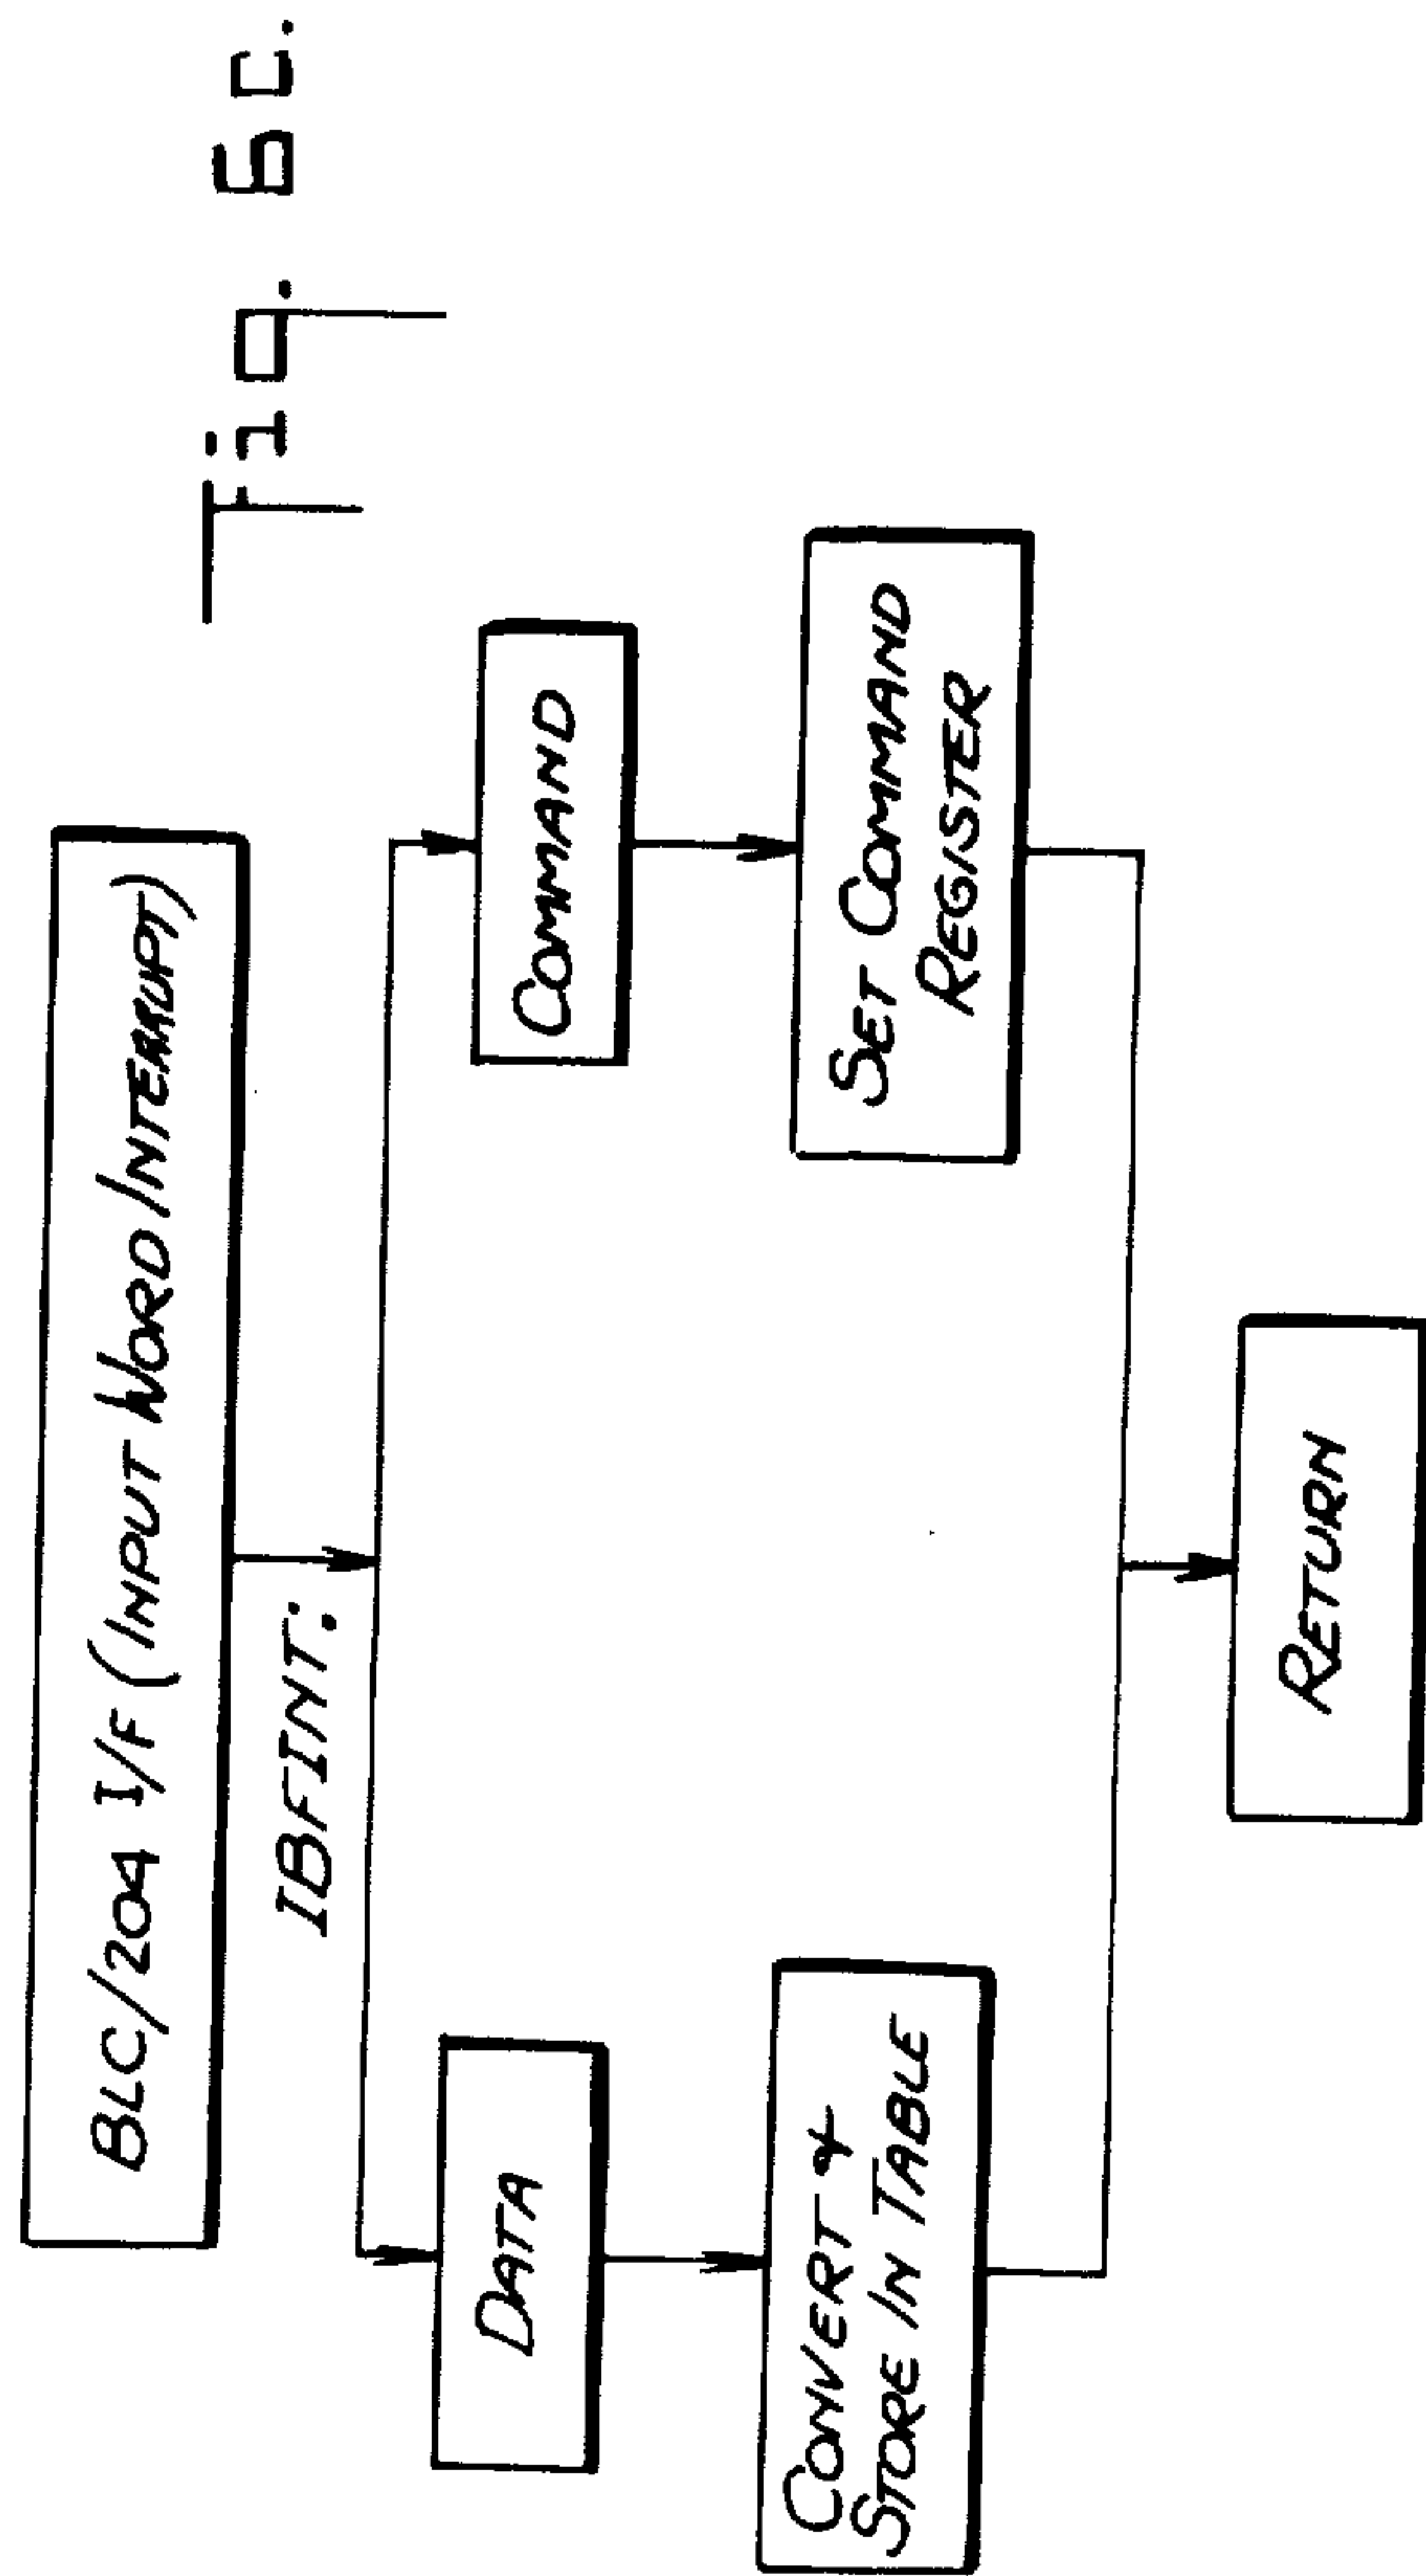 Fig. 6c.
BLC/204 I/F (INPUT WORD INTERRUPT)
IBFINT:
DATA
COMMAND
CONVERT &
STORE IN TABLE
SET COMMAND
REGISTER
RETURN